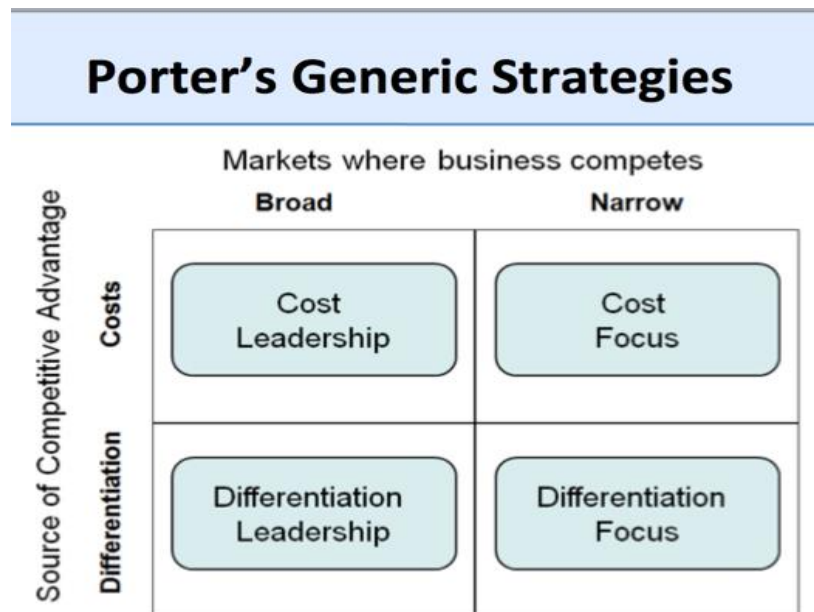 Porter's Generic Strategies
Markets where business competes
Broad
Narrow
Source of Competitive Advantage
Costs
Cost
Leadership
Cost
Focus
Differentiation
Differentiation
Leadership
Differentiation
Focus